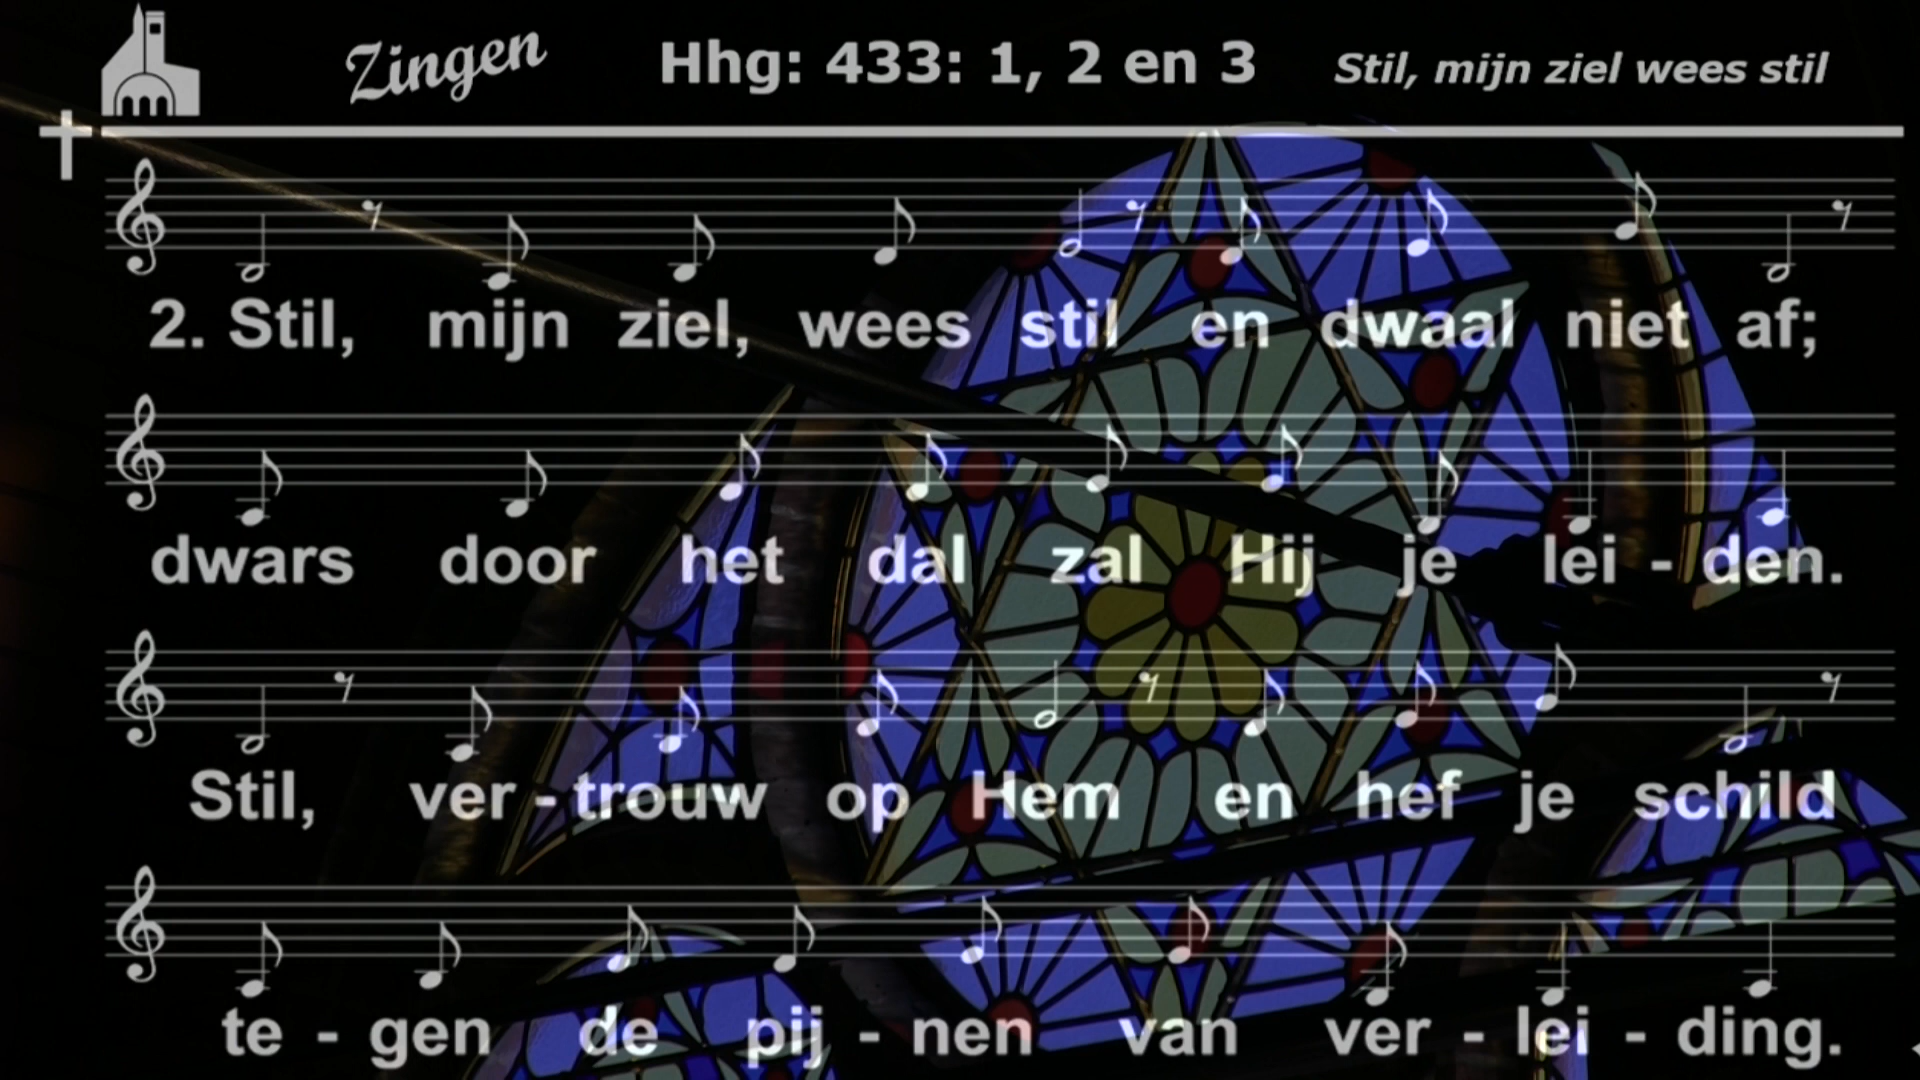 Zingen Hhg: 433: 1, 2 en 3 Stil, mijn ziel wees stil
2. Stil, mijn ziel, wees stil en dwaal niet af;
dwars door het dal zal Hij je lei - den.
Stil, ver - trouw op Hem en hef je schild
te - gen de pij - nen van ver - lei - ding.